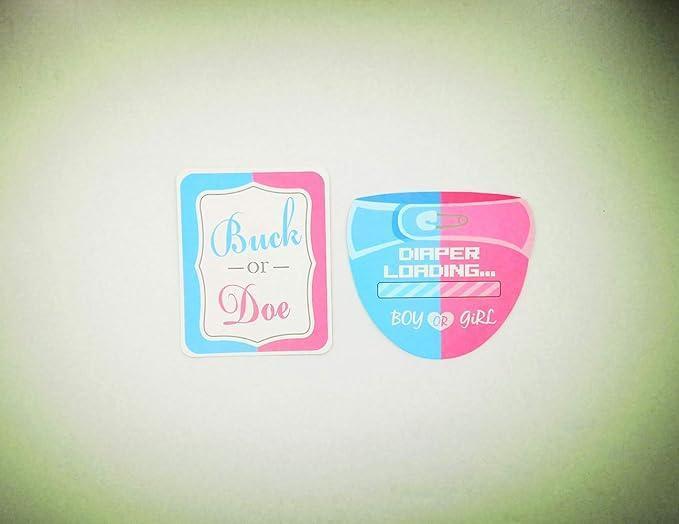 Buck
-or-
Doe
DIAPER
LOADING...
BOY OR GiRL